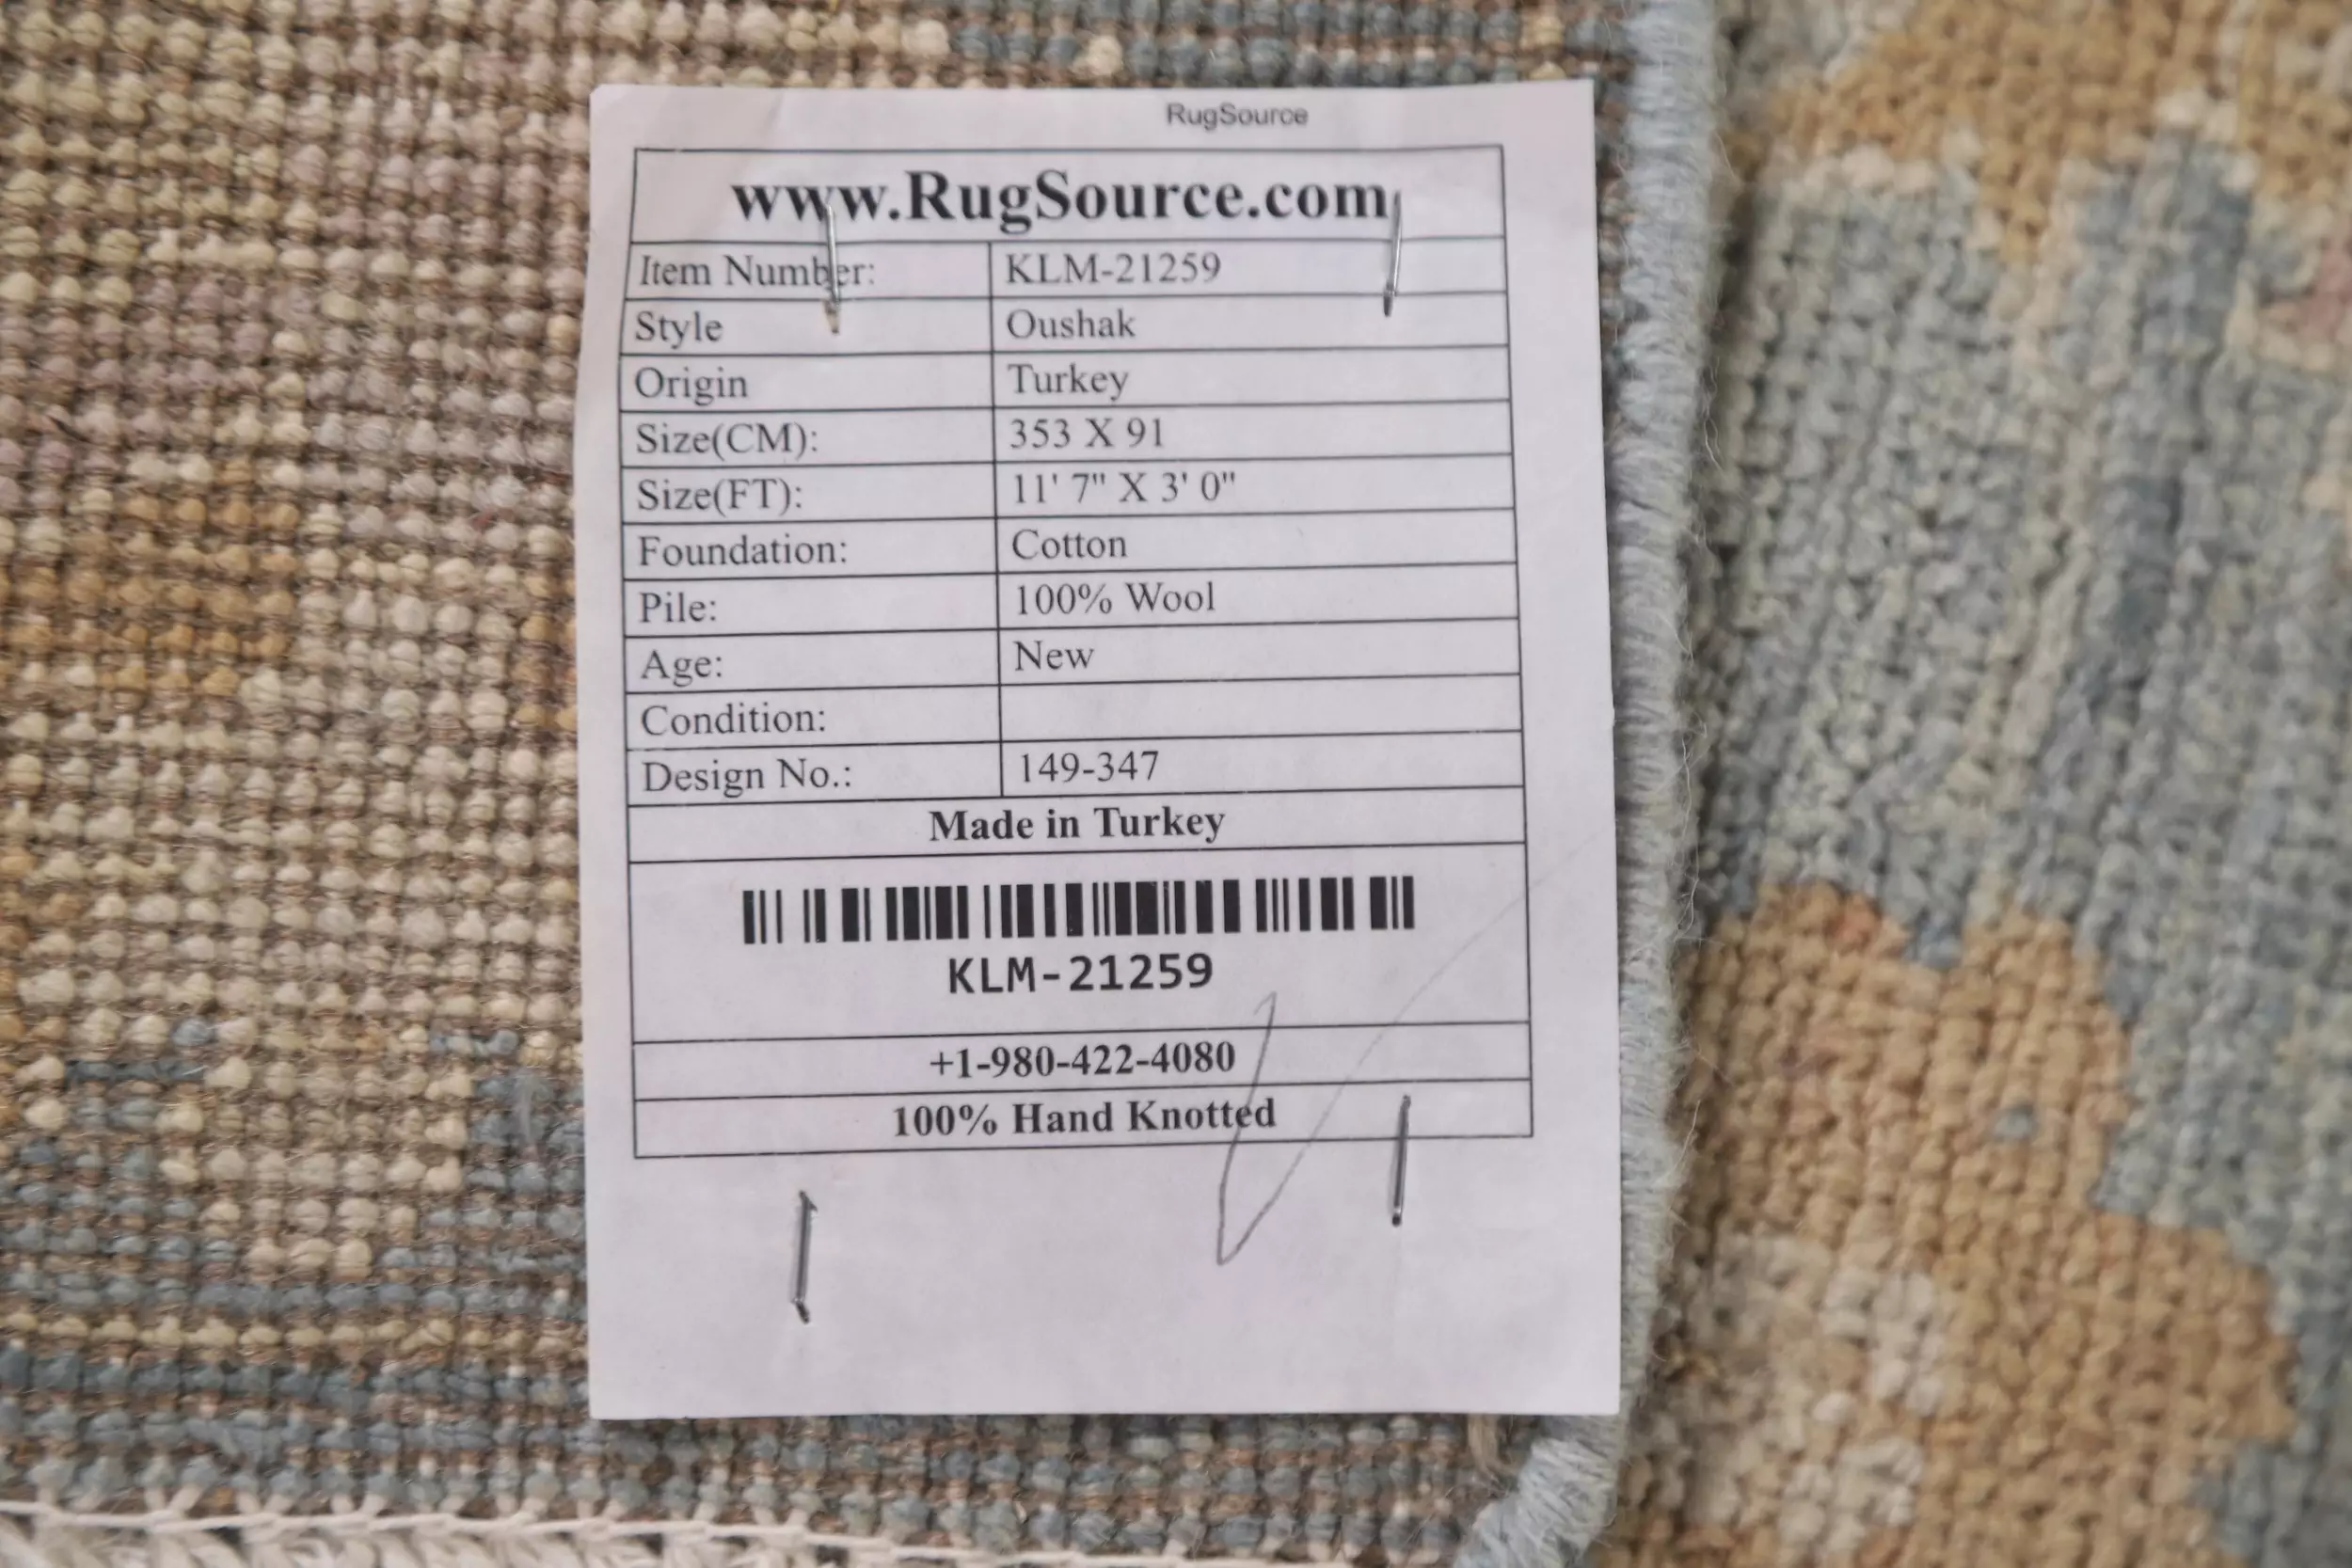 RugSource
www.RugSource.com
Item Number: KLM-21259
Style Oushak
Origin Turkey
Size(CM): 353 X 91
Size(FT): 11' 7" X 3' 0"
Foundation: Cotton
Pile: 100% Wool
Age: New
Condition:
Design No.: 149-347
Made in Turkey
KLM-21259
+1-980-422-4080
100% Hand Knotted